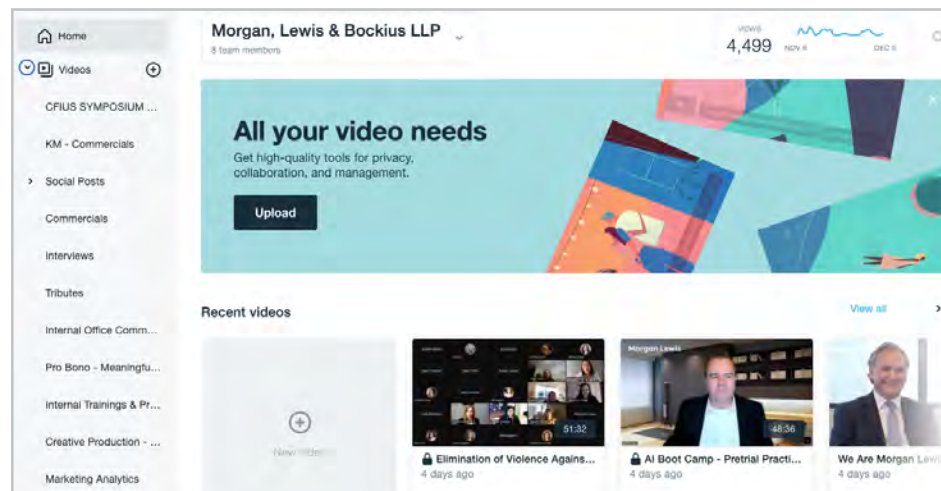 Home
Videos
CFIUS SYMPOSIUM ...
KM - Commercials
Social Posts
Commercials
Interviews
Tributes
Internal Office Comm...
Pro Bono - Meaningfu...
Internal Trainings & Pr...
Creative Production - ...
Marketing Analytics
Morgan, Lewis & Bockius LLP
8 team members
VIEWS
4,499
NOV 6
DEC 6
All your video needs
Get high-quality tools for privacy,
collaboration, and management.
Upload
Recent videos
View all
New video
51:32
Elimination of Violence Agains...
4 days ago
Morgan Lewis
48:36
AI Boot Camp - Pretrial Practi...
4 days ago
We Are Morgan Lewi
4 days ago